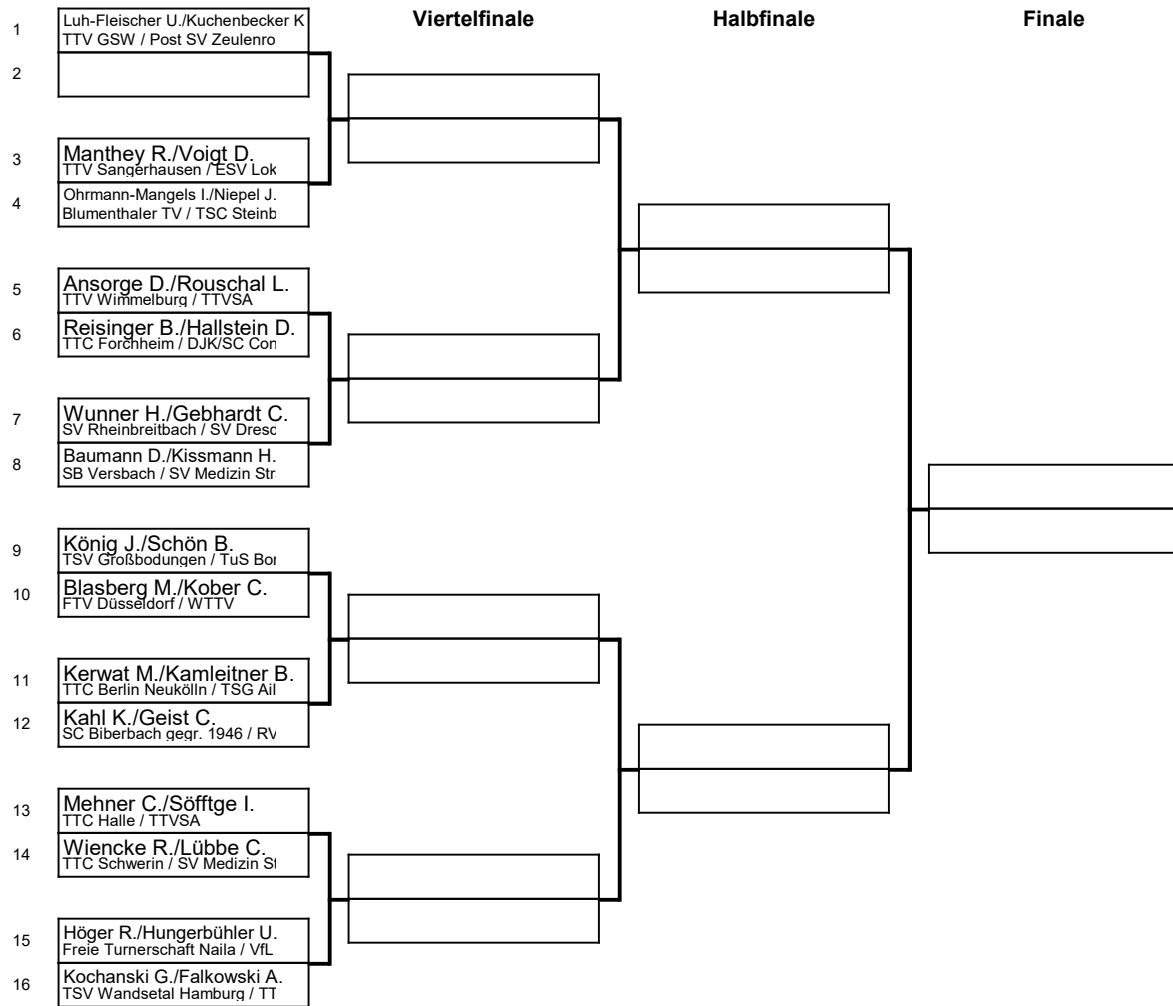 Viertelfinale Halbfinale Finale
1 Luh-Fleischer U./Kuchenbecker K
TTV GSW / Post SV Zeulenro
2
3 Manthey R./Voigt D.
TTV Sangerhausen / ESV Lok
4 Ohrmann-Mangels I./Niepel J.
Blumenthaler TV / TSC Steinb
5 Ansorge D./Rouschal L.
TTV Wimmelburg / TTVSA
6 Reisinger B./Hallstein D.
TTC Forchheim / DJK/SC Con
7 Wunner H./Gebhardt C.
SV Rheinbreitbach / SV Dresd
8 Baumann D./Kissmann H.
SB Versbach / SV Medizin Str
9 König J./Schön B.
TSV Großbodungen / TuS Bor
10 Blasberg M./Kober C.
FTV Düsseldorf / WTTV
11 Kerwat M./Kamleitner B.
TTC Berlin Neukölln / TSG Ail
12 Kahl K./Geist C.
SC Biberbach gegr. 1946 / RV
13 Mehner C./Söfftge I.
TTC Halle / TTVSA
14 Wiencke R./Lübbe C.
TTC Schwerin / SV Medizin St
15 Höger R./Hungerbühler U.
Freie Turnerschaft Naila / VfL
16 Kochanski G./Falkowski A.
TSV Wandsetal Hamburg / TT